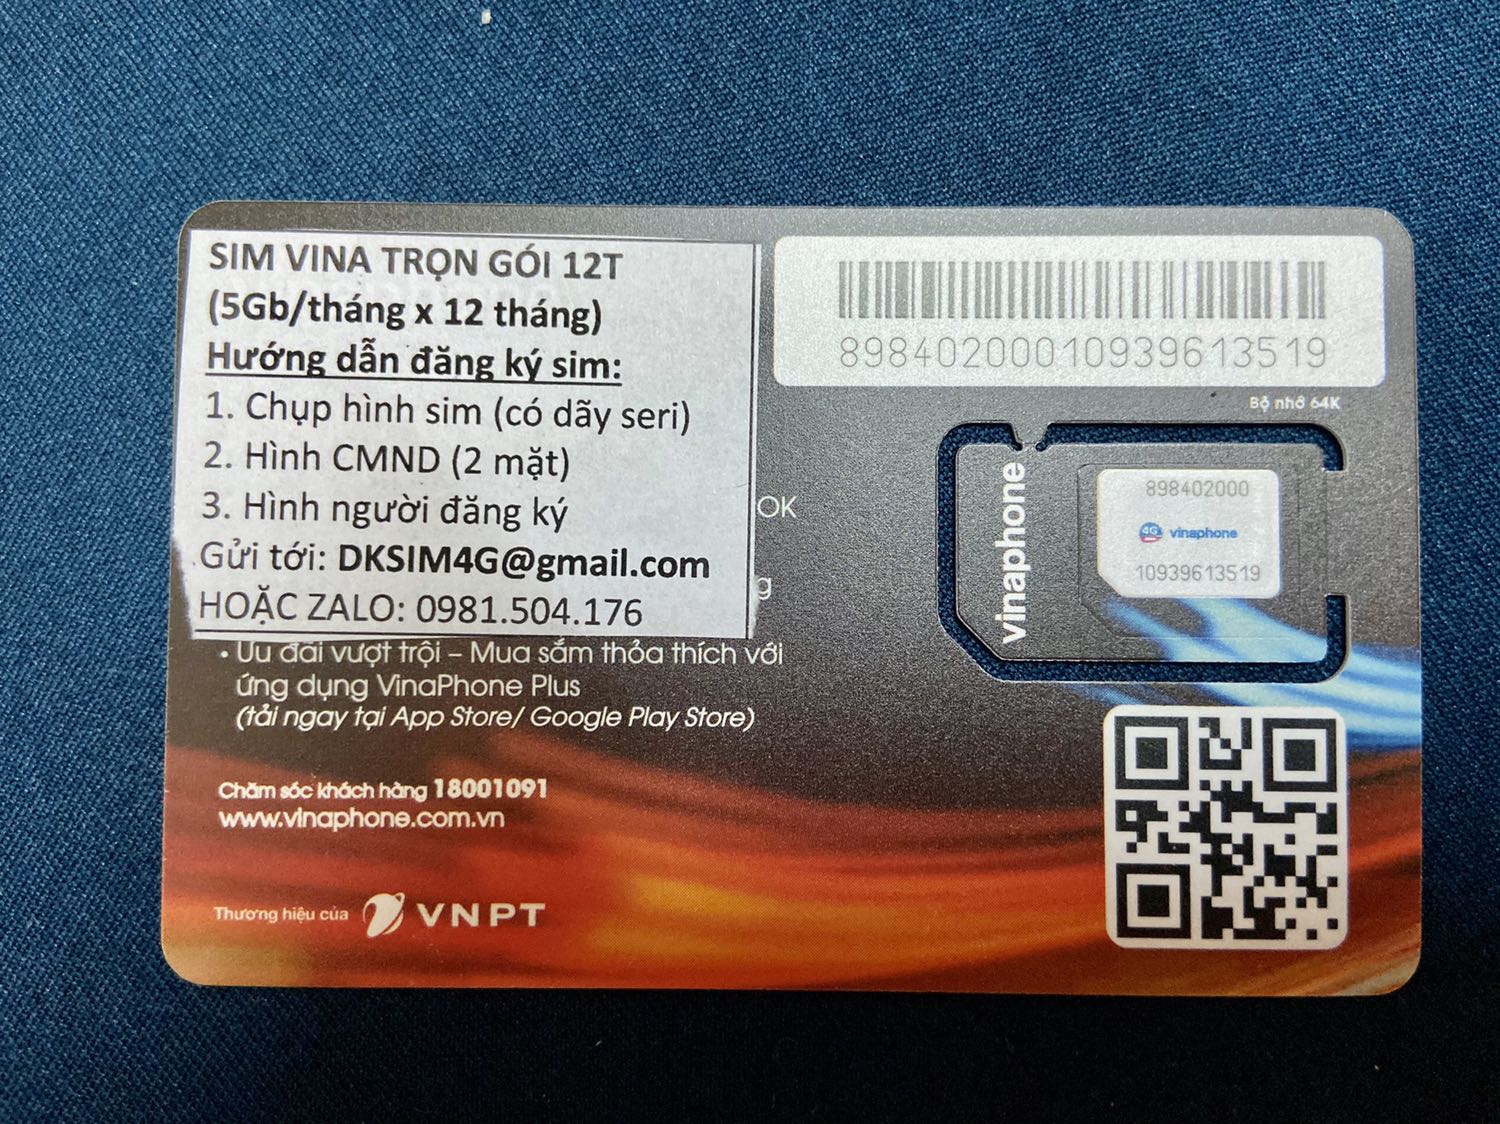 SIM VINA TRỌN GÓI 12T
(5Gb/tháng x 12 tháng)
Hướng dẫn đăng ký sim:
1. Chụp hình sim (có dãy seri)
2. Hình CMND (2 mặt)
3. Hình người đăng ký
Gửi tới: DKSIM4G@gmail.com
HOẶC ZALO: 0981.504.176
OK
g
• Ưu đãi vượt trội – Mua sắm thỏa thích với
ứng dụng VinaPhone Plus
(tải ngay tại App Store/ Google Play Store)
Chăm sóc khách hàng 18001091
www.vinaphone.com.vn
Thương hiệu của VNPT
89840200010939613519
Bộ nhớ 64K
vinaphone
898402000
4G vinaphone
10939613519